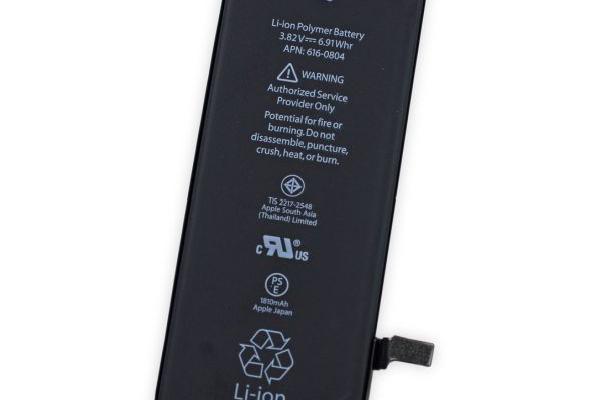 Li-ion Polymer Battery
3.82V⎓ 6.91Whr
APN: 616-0804
WARNING
Authorized Service
Provider Only
Potential for fire or
burning. Do not
disassemble, puncture,
crush, heat, or burn.
TIS 2217-2548
Apple South Asia
(Thailand) Limited
c RU® US
PS
E
1810mAh
Apple Japan
Li-ion